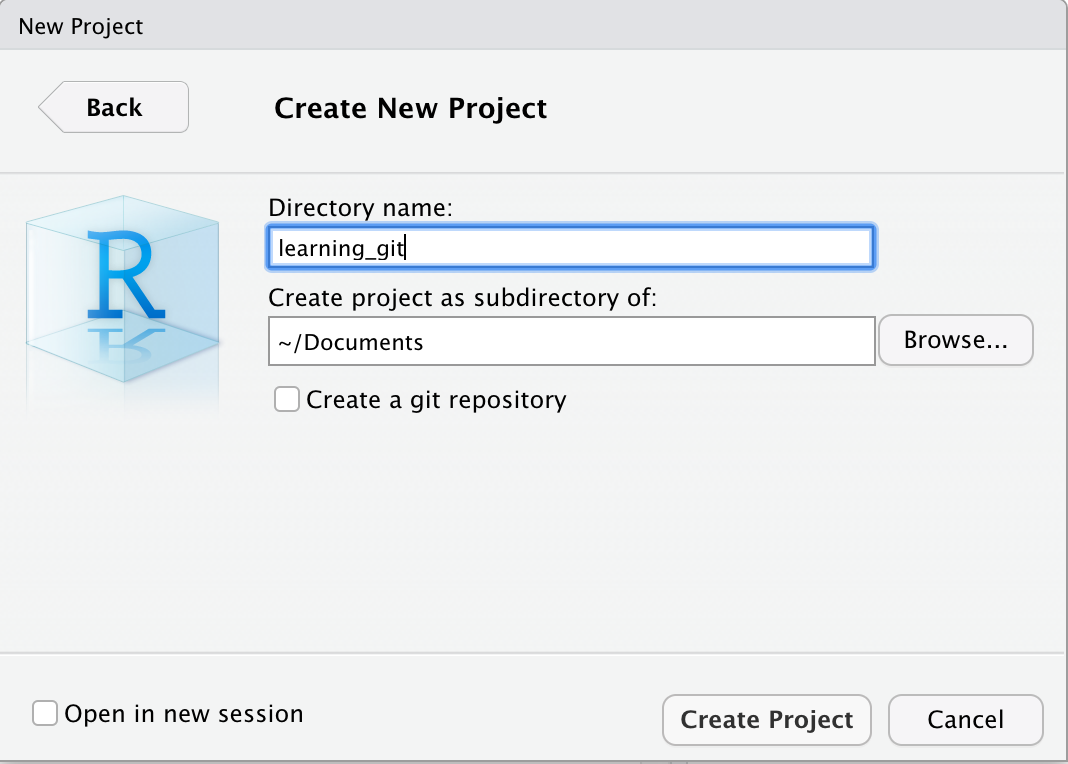 New Project
Back
Create New Project
R
Directory name:
learning_git
Create project as subdirectory of:
~/Documents
Browse...
Create a git repository
Open in new session
Create Project
Cancel